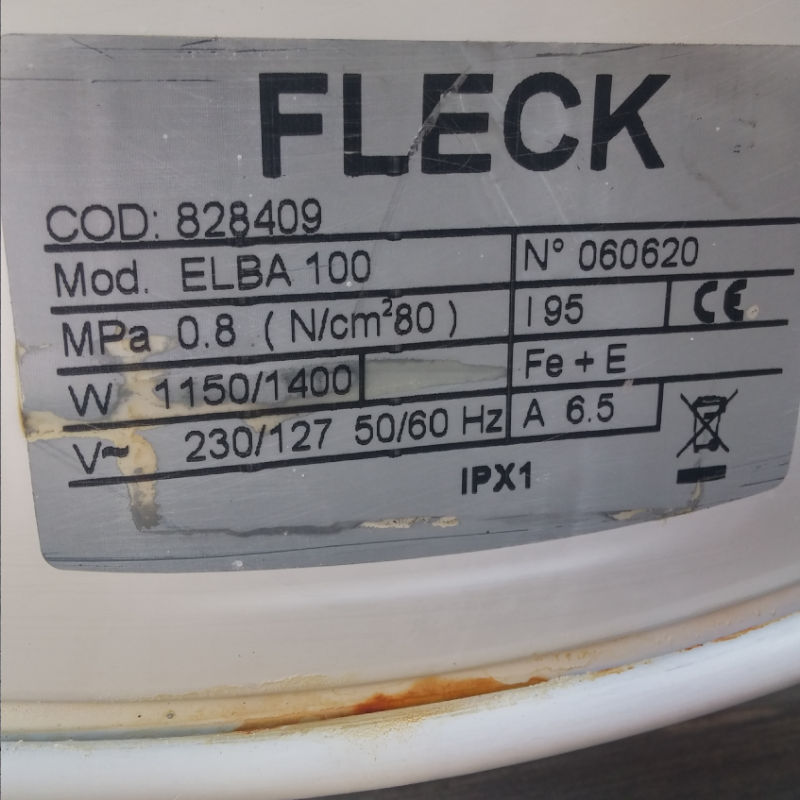 FLECK
COD: 828409
Mod. ELBA 100 N° 060620
MPa 0.8 ( N/cm²80 ) I 95 CE
W 1150/1400 Fe + E
V~ 230/127 50/60 Hz A 6.5
IPX1